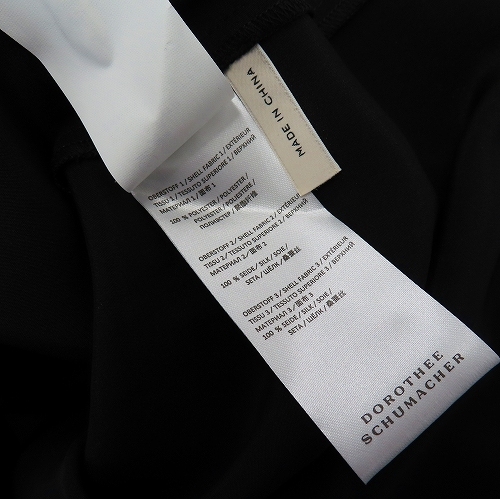 MADE IN CHINA
OBERSTOFF 1 / SHELL FABRIC 1 / EXTÉRIEUR
TISSU 1 / TESSUTO SUPERIORE 1 / ВЕРХНИЙ
МАТЕРИАЛ 1 / 面布 1
100 % POLYESTER / POLYESTER /
POLYESTER / POLYESTERE /
ПОЛИЭСТЕР / 聚酯纤维
OBERSTOFF 2 / SHELL FABRIC 2 / EXTÉRIEUR
TISSU 2 / TESSUTO SUPERIORE 2 / ВЕРХНИЙ
МАТЕРИАЛ 2 / 面布 2
100 % SEIDE / SILK / SOIE /
SETA / ШЁЛК / 桑蚕丝
OBERSTOFF 3 / SHELL FABRIC 3 / EXTÉRIEUR
TISSU 3 / TESSUTO SUPERIORE 3 / ВЕРХНИЙ
МАТЕРИАЛ 3 / 面布 3
100 % SEIDE / SILK / SOIE /
SETA / ШЁЛК / 桑蚕丝
DOROTHEE
SCHUMACHER